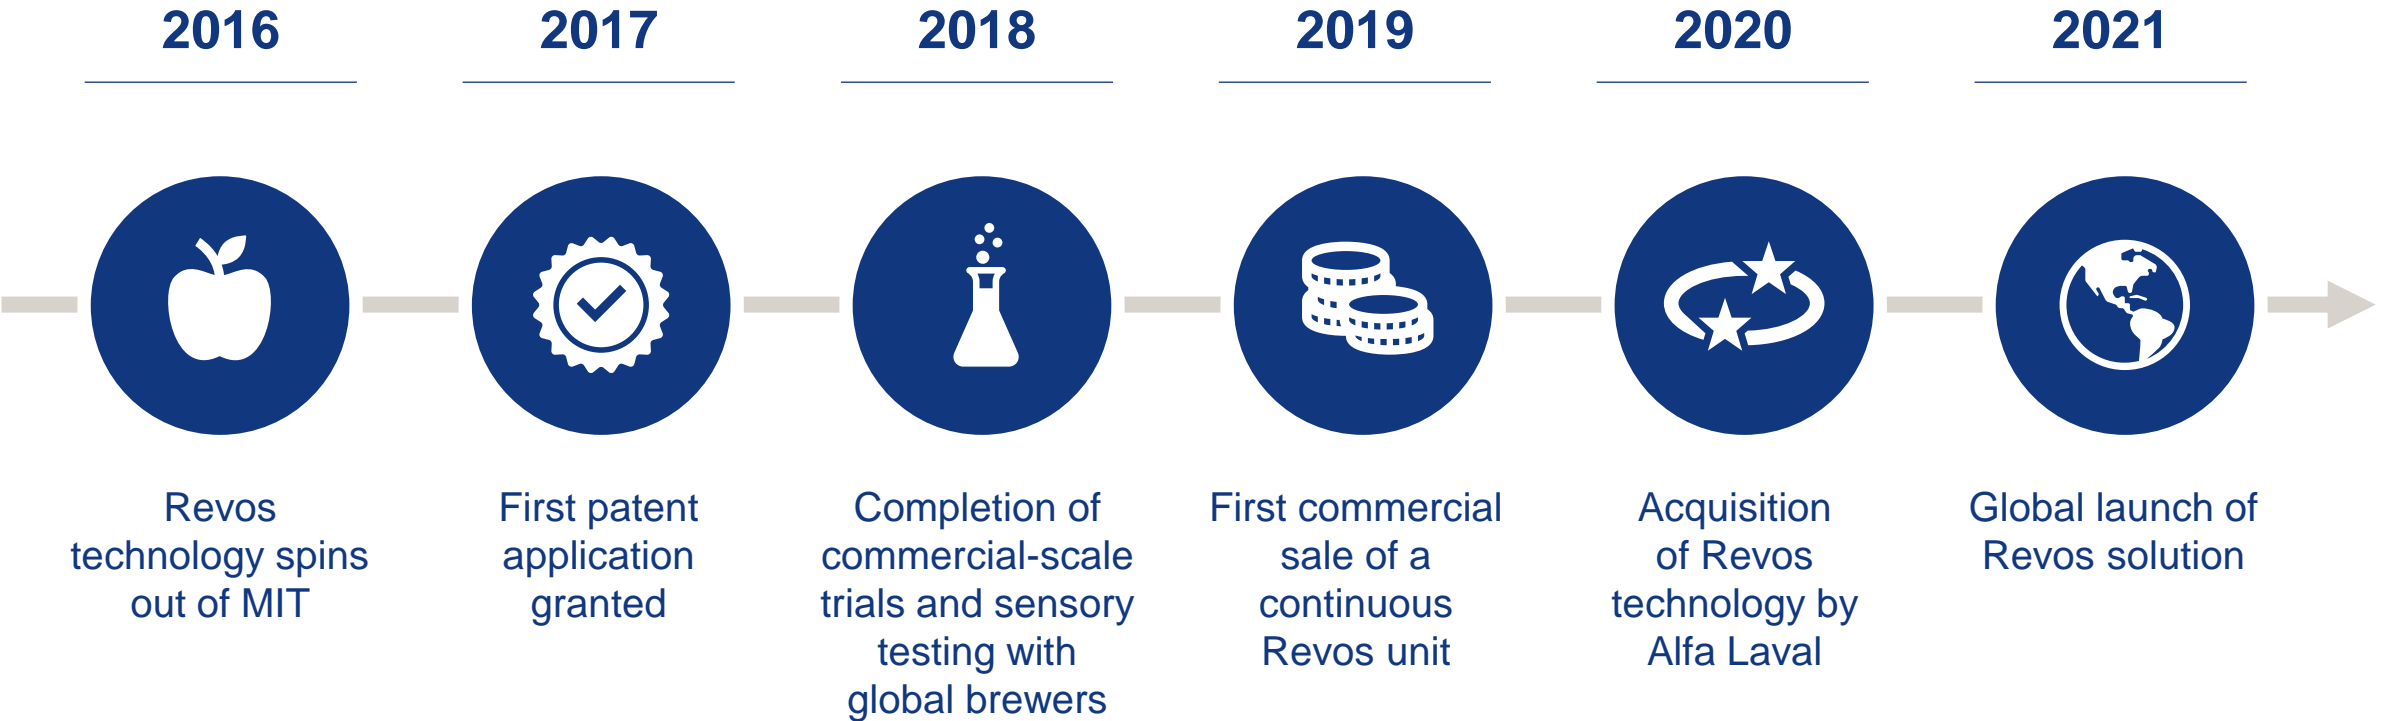 2016
2017
2018
2019
2020
2021
Revos
technology spins
out of MIT
First patent
application
granted
Completion of
commercial-scale
trials and sensory
testing with
global brewers
First commercial
sale of a
continuous
Revos unit
Acquisition
of Revos
technology by
Alfa Laval
Global launch of
Revos solution